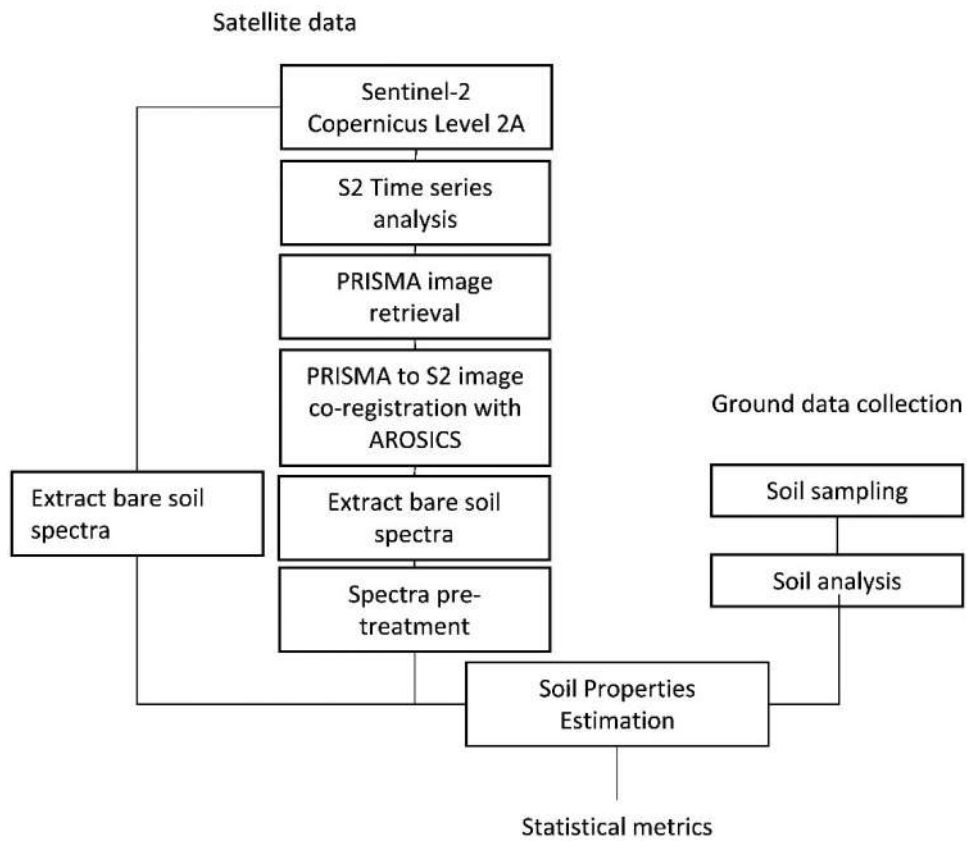 Satellite data
Sentinel-2
Copernicus Level 2A
S2 Time series
analysis
PRISMA image
retrieval
PRISMA to S2 image
co-registration with
AROSICS
Extract bare soil
spectra
Extract bare soil
spectra
Spectra pre-
treatment
Ground data collection
Soil sampling
Soil analysis
Soil Properties
Estimation
Statistical metrics